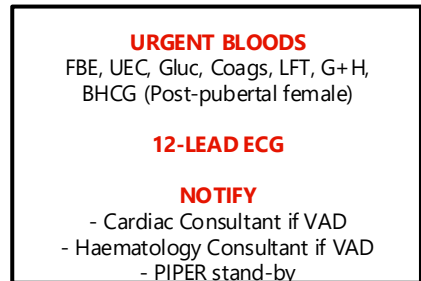 URGENT BLOODS
FBE, UEC, Gluc, Coags, LFT, G+H,
BHCG (Post-pubertal female)
12-LEAD ECG
NOTIFY
- Cardiac Consultant if VAD
- Haematology Consultant if VAD
- PIPER stand-by